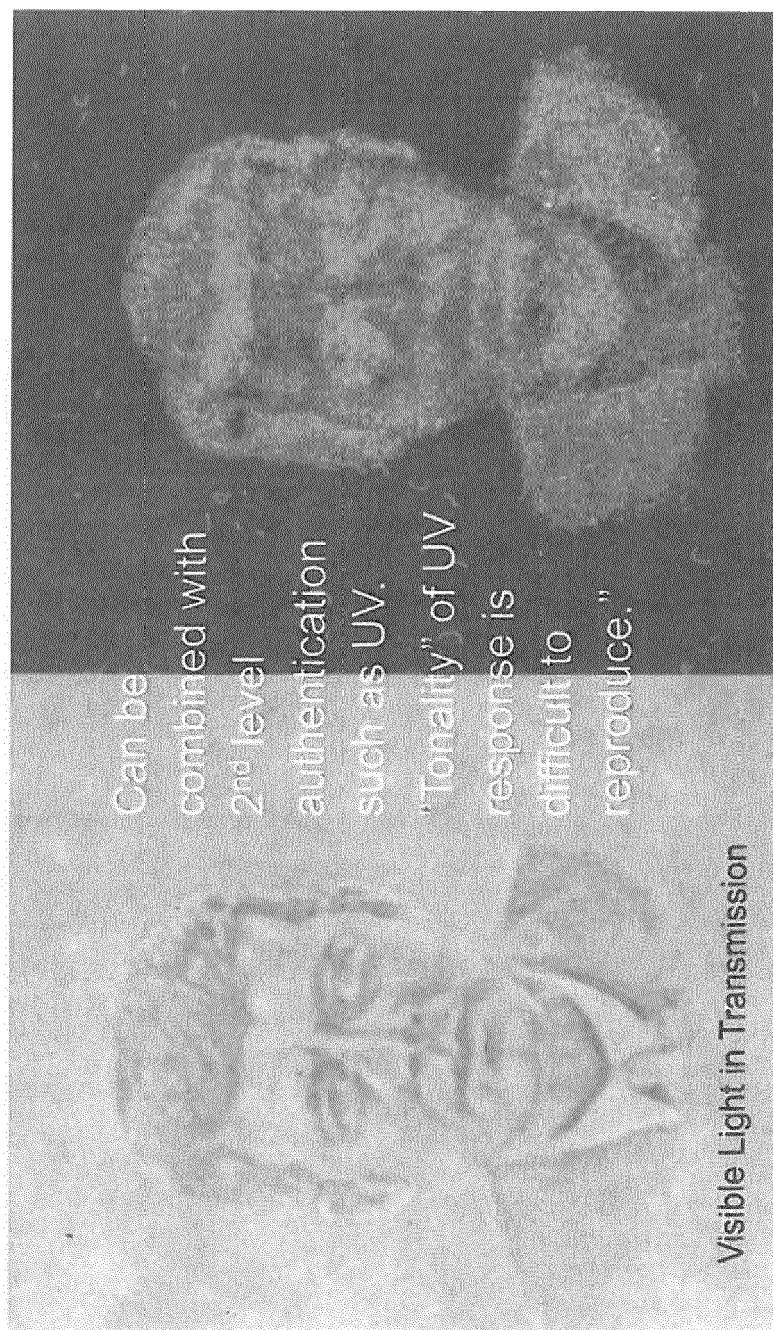 Can be
combined with
2nd level
authentication
such as UV.
"Tonality" of UV
response is
difficult to
reproduce."
Visible Light in Transmission